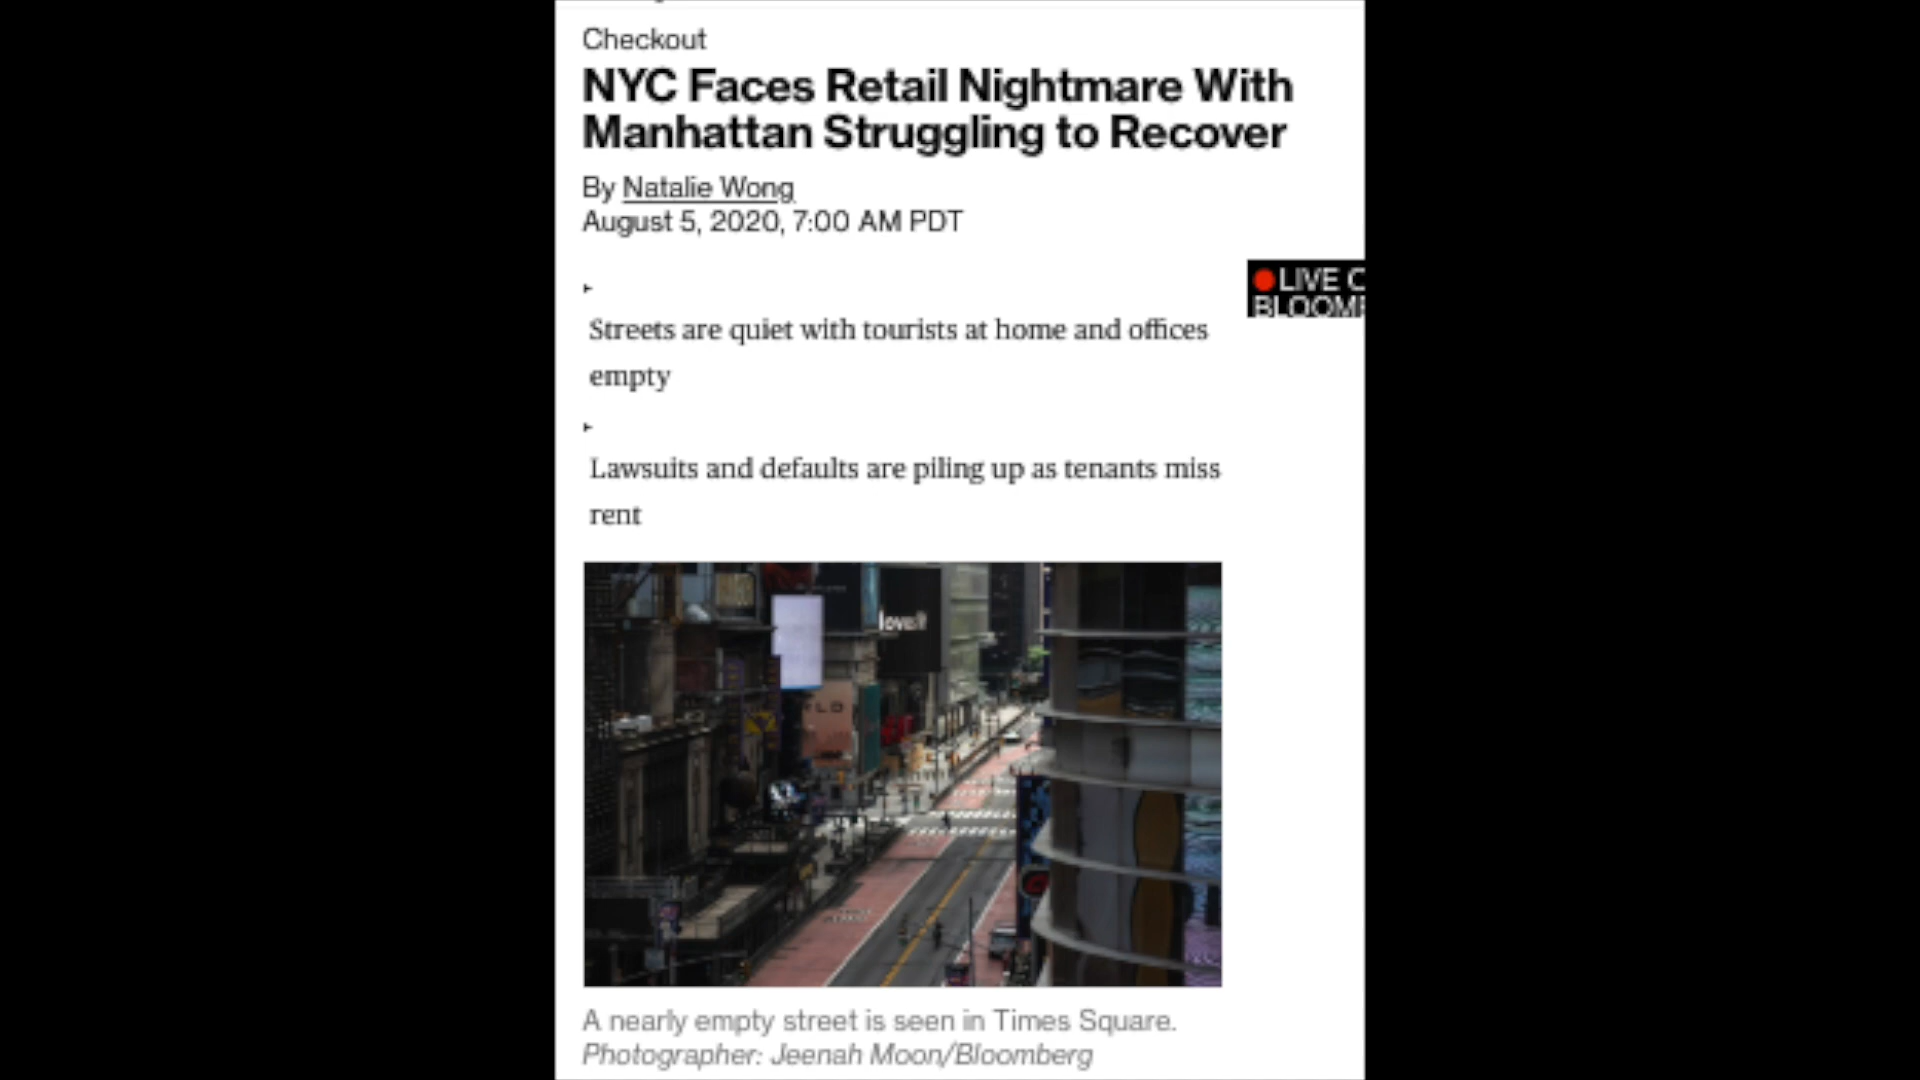 Checkout
NYC Faces Retail Nightmare With
Manhattan Struggling to Recover
By Natalie Wong
August 5, 2020, 7:00 AM PDT
LIVE O
BLOOM
Streets are quiet with tourists at home and offices
empty
Lawsuits and defaults are piling up as tenants miss
rent
A nearly empty street is seen in Times Square.
Photographer: Jeenah Moon/Bloomberg